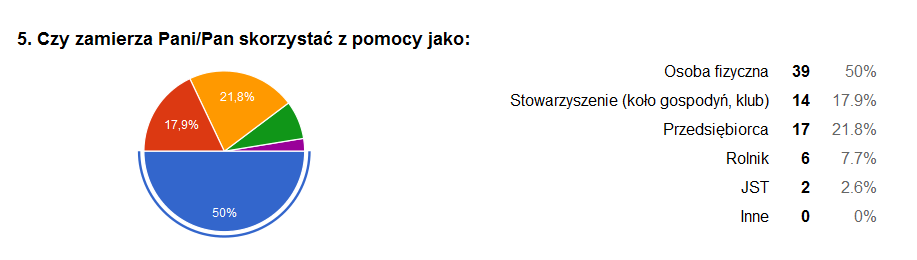 5. Czy zamierza Pani/Pan skorzystać z pomocy jako:
21,8%
17,9%
50%
Osoba fizyczna 39 50%
Stowarzyszenie (koło gospodyń, klub) 14 17.9%
Przedsiębiorca 17 21.8%
Rolnik 6 7.7%
JST 2 2.6%
Inne 0 0%